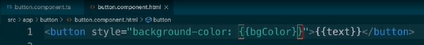 button.component.ts button.component.html ×
src > app > button > button.component.html > button
1 <button style="background-color: {{bgColor}}">{{text}}</button>